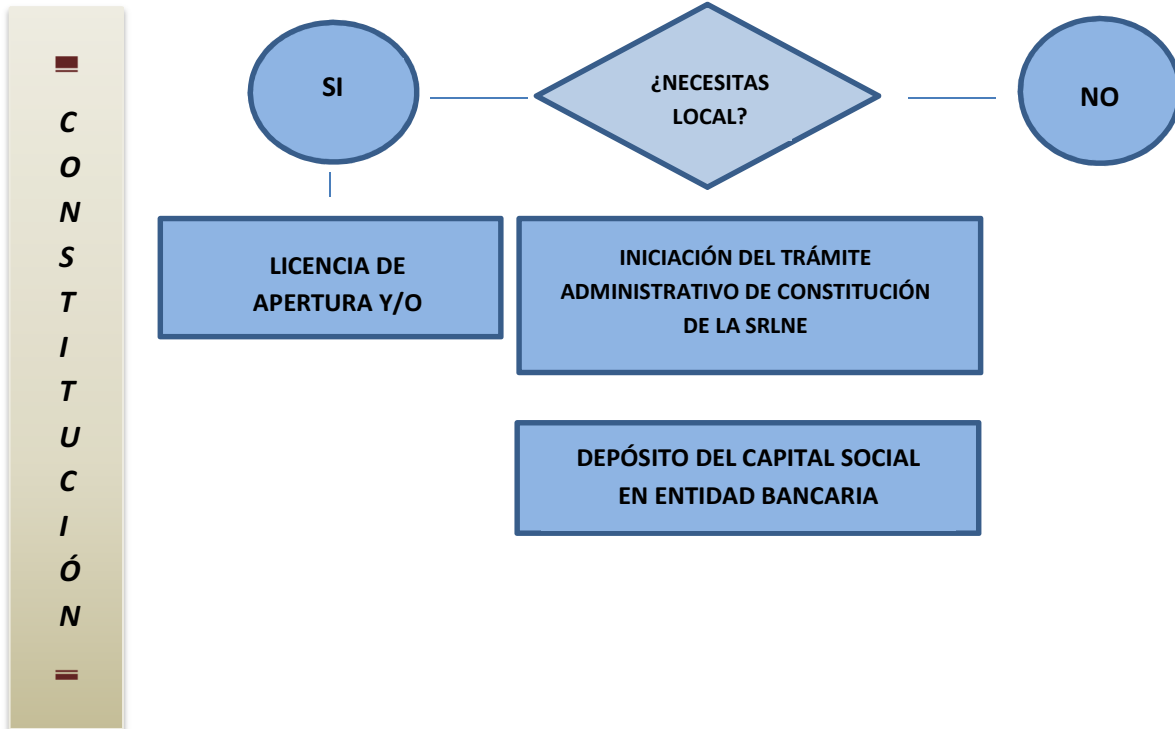 CONSTITUCIÓN
SI
¿NECESITAS
LOCAL?
NO
LICENCIA DE
APERTURA Y/O
INICIACIÓN DEL TRÁMITE
ADMINISTRATIVO DE CONSTITUCIÓN
DE LA SRLNE
DEPÓSITO DEL CAPITAL SOCIAL
EN ENTIDAD BANCARIA